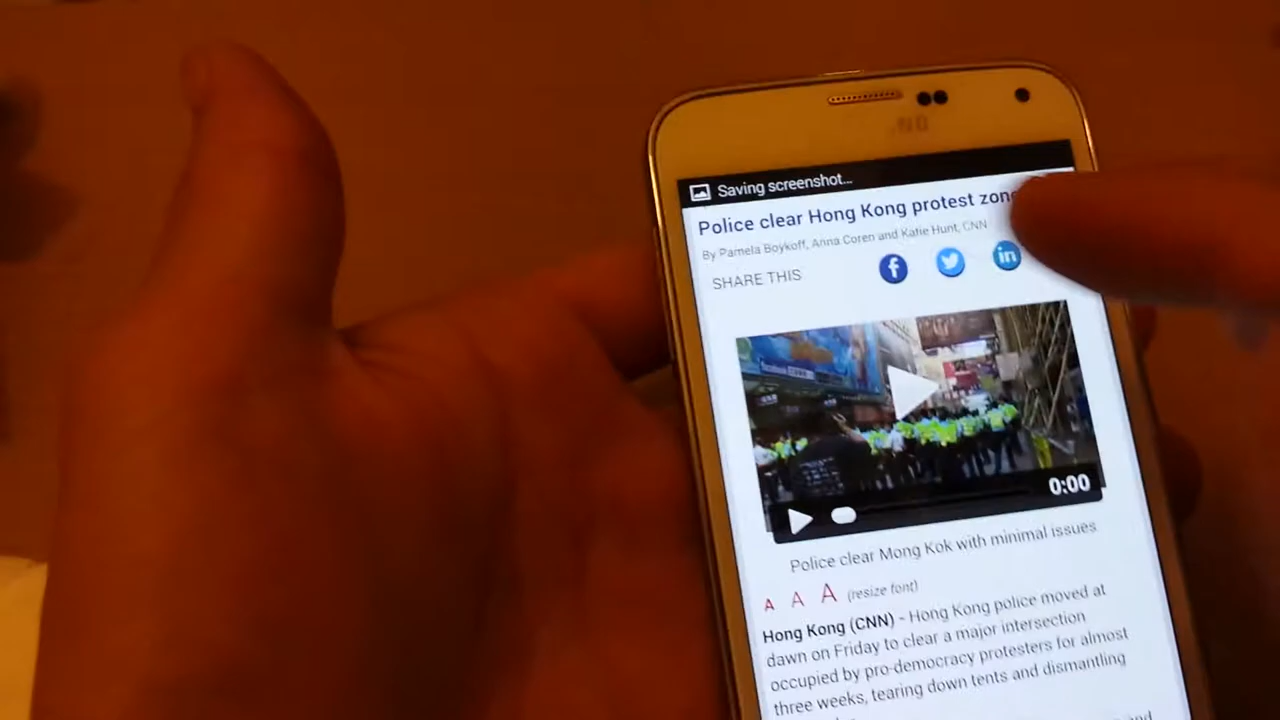 Saving screenshot...
Police clear Hong Kong protest zone
By Pamela Boykoff, Anna Coren and Katie Hunt, CNN
SHARE THIS
f
in
0:00
Police clear Mong Kok with minimal issues
A A A (resize font)
Hong Kong (CNN) - Hong Kong police moved at
dawn on Friday to clear a major intersection
occupied by pro-democracy protesters for almost
three weeks, tearing down tents and dismantling